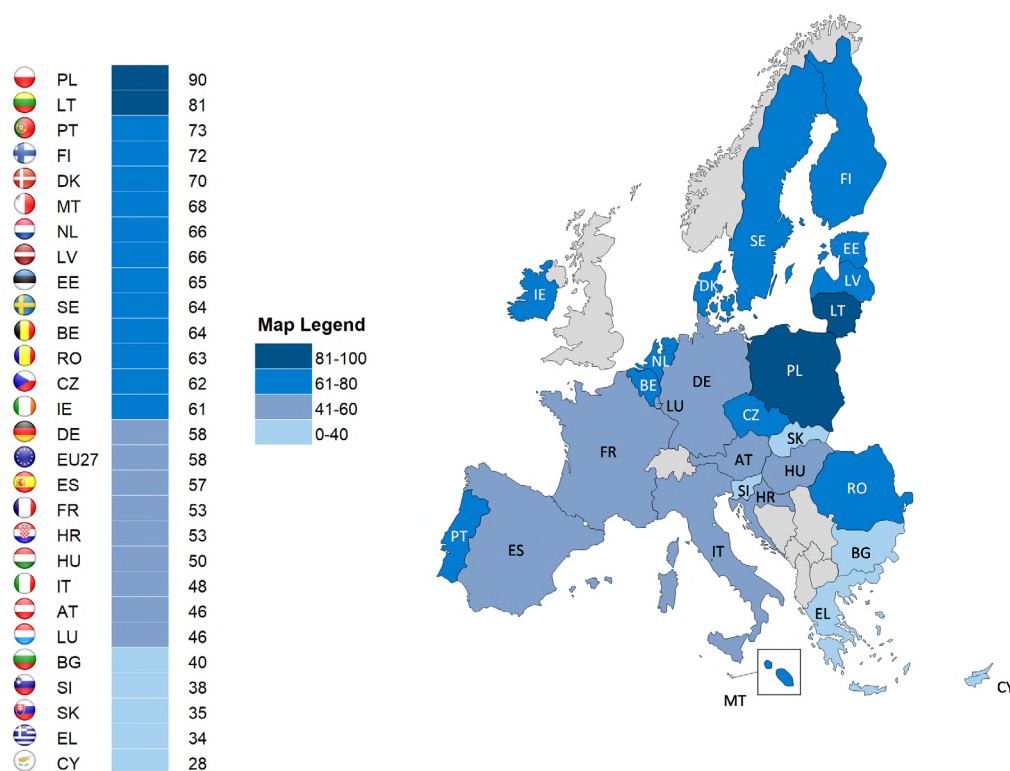 PL 90
LT 81
PT 73
FI 72
DK 70
MT 68
NL 66
LV 66
EE 65
SE 64
BE 64
RO 63
CZ 62
IE 61
DE 58
EU27 58
ES 57
FR 53
HR 53
HU 50
IT 48
AT 46
LU 46
BG 40
SI 38
SK 35
EL 34
CY 28
Map Legend
81-100
61-80
41-60
0-40
FI
SE
EE
LV
LT
DK
IE
NL
BE
DE
PL
LU
CZ
SK
FR
AT
HU
SI
HR
RO
PT
ES
IT
BG
EL
MT
CY